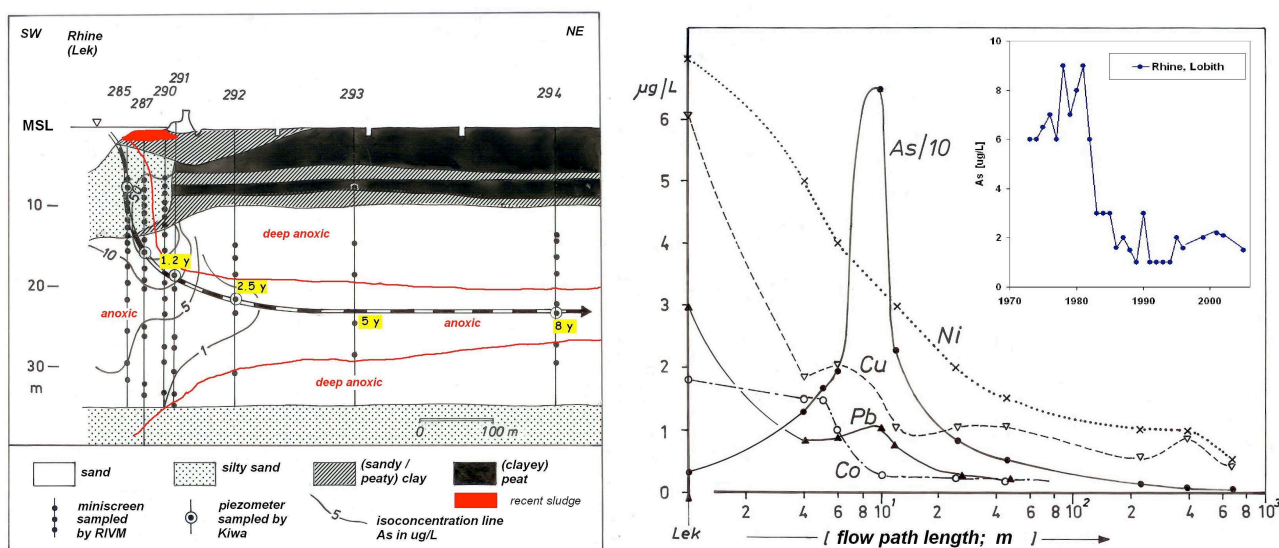 SW
Rhine
(Lek)
NE
291
285
290
292
293
294
287
MSL
50
10
10
1,2 y
deep anoxic
20
2.5 y
5
anoxic
5 y
anoxic
8 y
1
30
m
deep anoxic
0
100 m
sand
silty sand
(sandy /
peaty) clay
(clayey)
peat
recent sludge
miniscreen
sampled
by RIVM
piezometer
sampled by
Kiwa
5
isoconcentration line
As in ug/L
µg/L
6
5
4
3
2
1
0
As/10
Ni
Cu
Pb
Co
Lek
2
4
6
8
10¹
2
4
6
8
10²
2
4
6
8
10³
[ flow path length; m ]
As [ug/L]
10
8
6
4
2
0
1970
1980
1990
2000
Rhine, Lobith